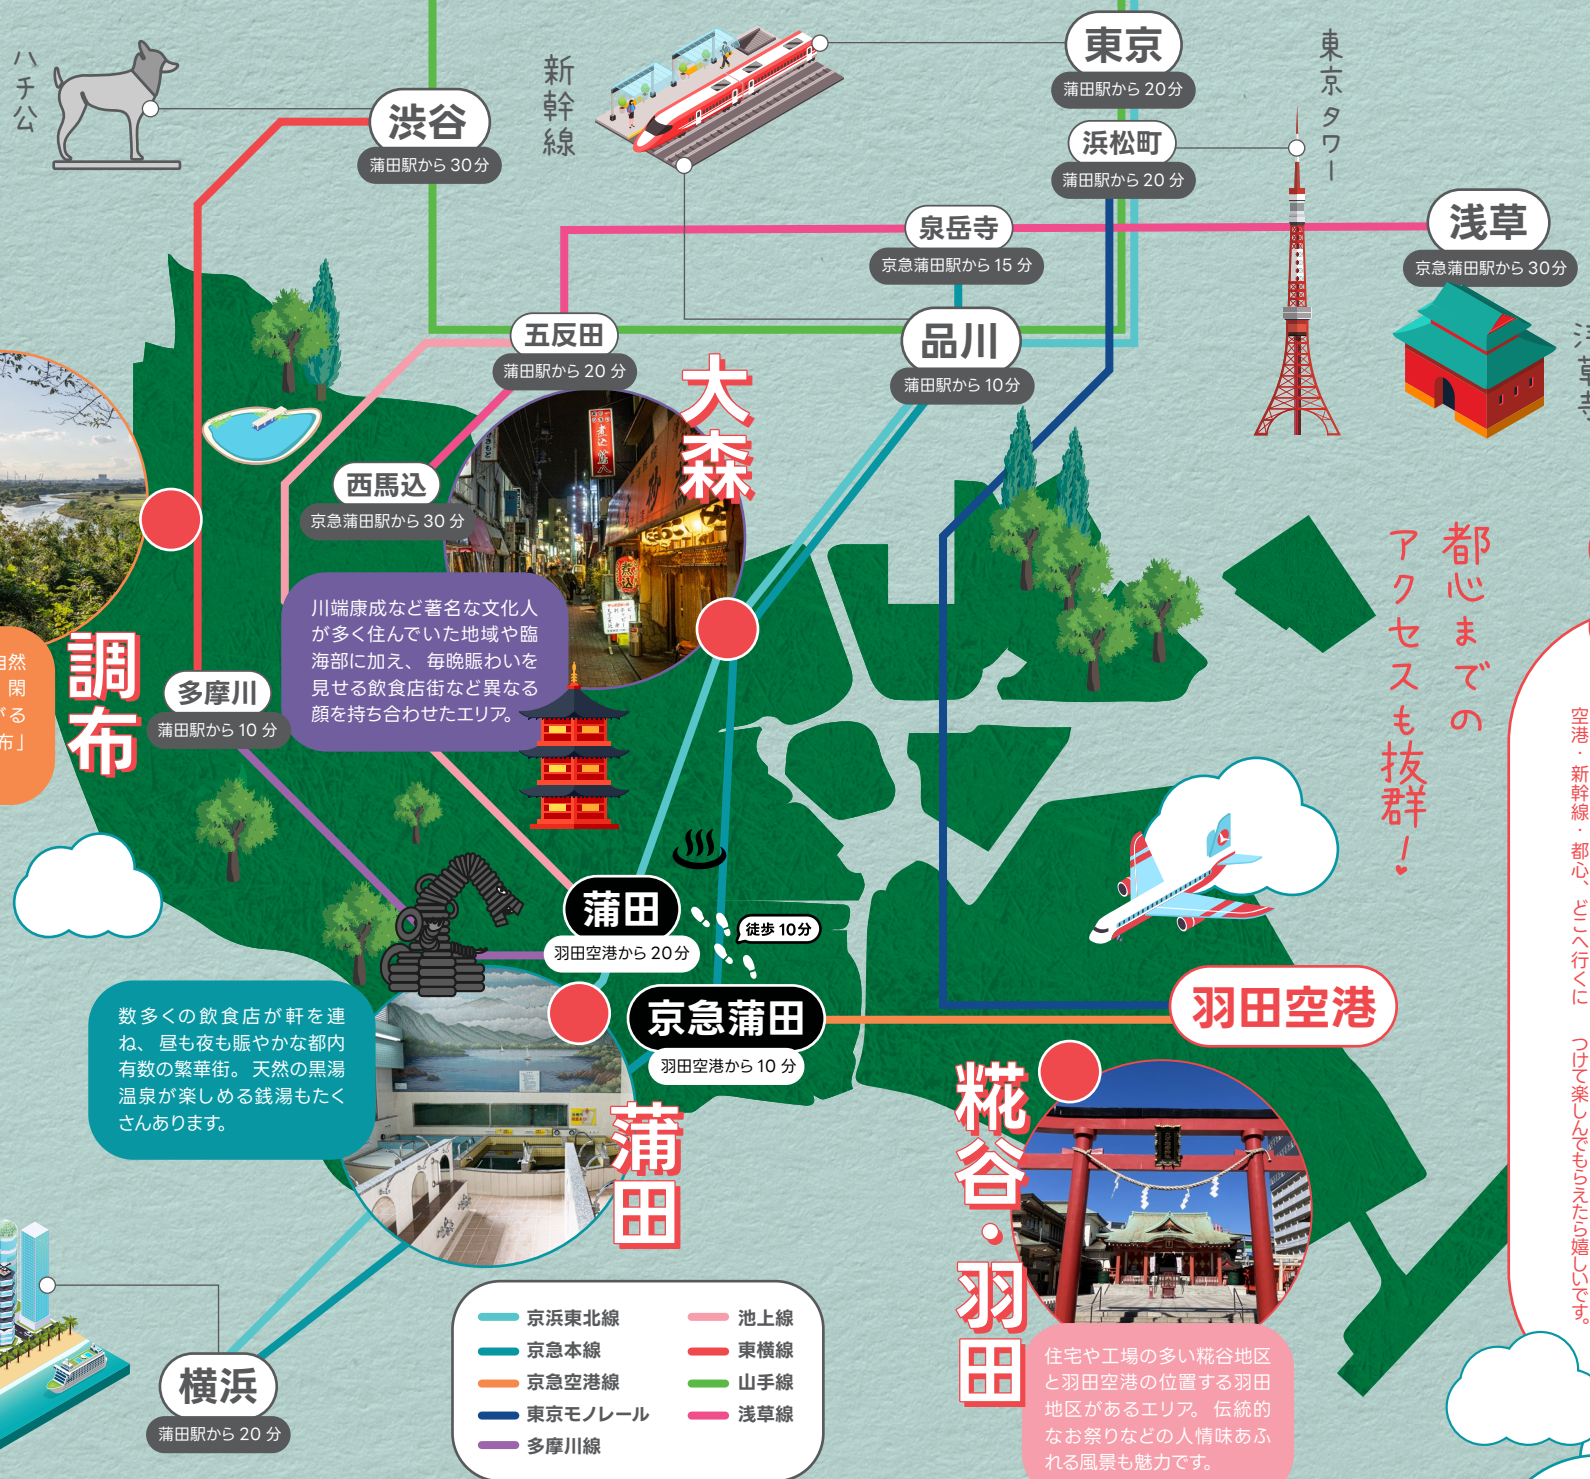 ハチ公
渋谷
蒲田駅から30分
新幹線
東京
蒲田駅から20分
浜松町
蒲田駅から20分
東京タワー
泉岳寺
京急蒲田駅から15分
浅草
京急蒲田駅から30分
浅草寺
五反田
蒲田駅から20分
品川
蒲田駅から10分
大森
西馬込
京急蒲田駅から30分
川端康成など著名な文化人
が多く住んでいた地域や臨
海部に加え、毎晩賑わいを
見せる飲食店街など異なる
顔を持ち合わせたエリア。
都心までの
アクセスも抜群!
自然
閑
がる
布」
調布
多摩川
蒲田駅から10分
空港・新幹線・都心、どこへ行くに
つけて楽しんでもらえたら嬉しいです。
蒲田
羽田空港から20分
徒歩10分
京急蒲田
羽田空港から10分
羽田空港
数多くの飲食店が軒を連
ね、昼も夜も賑やかな都内
有数の繁華街。天然の黒湯
温泉が楽しめる銭湯もたく
さんあります。
蒲田
糀谷・羽田
住宅や工場の多い糀谷地区
と羽田空港の位置する羽田
地区があるエリア。伝統的
なお祭りなどの人情味あふ
れる風景も魅力です。
横浜
蒲田駅から20分
京浜東北線
京急本線
京急空港線
東京モノレール
多摩川線
池上線
東横線
山手線
浅草線